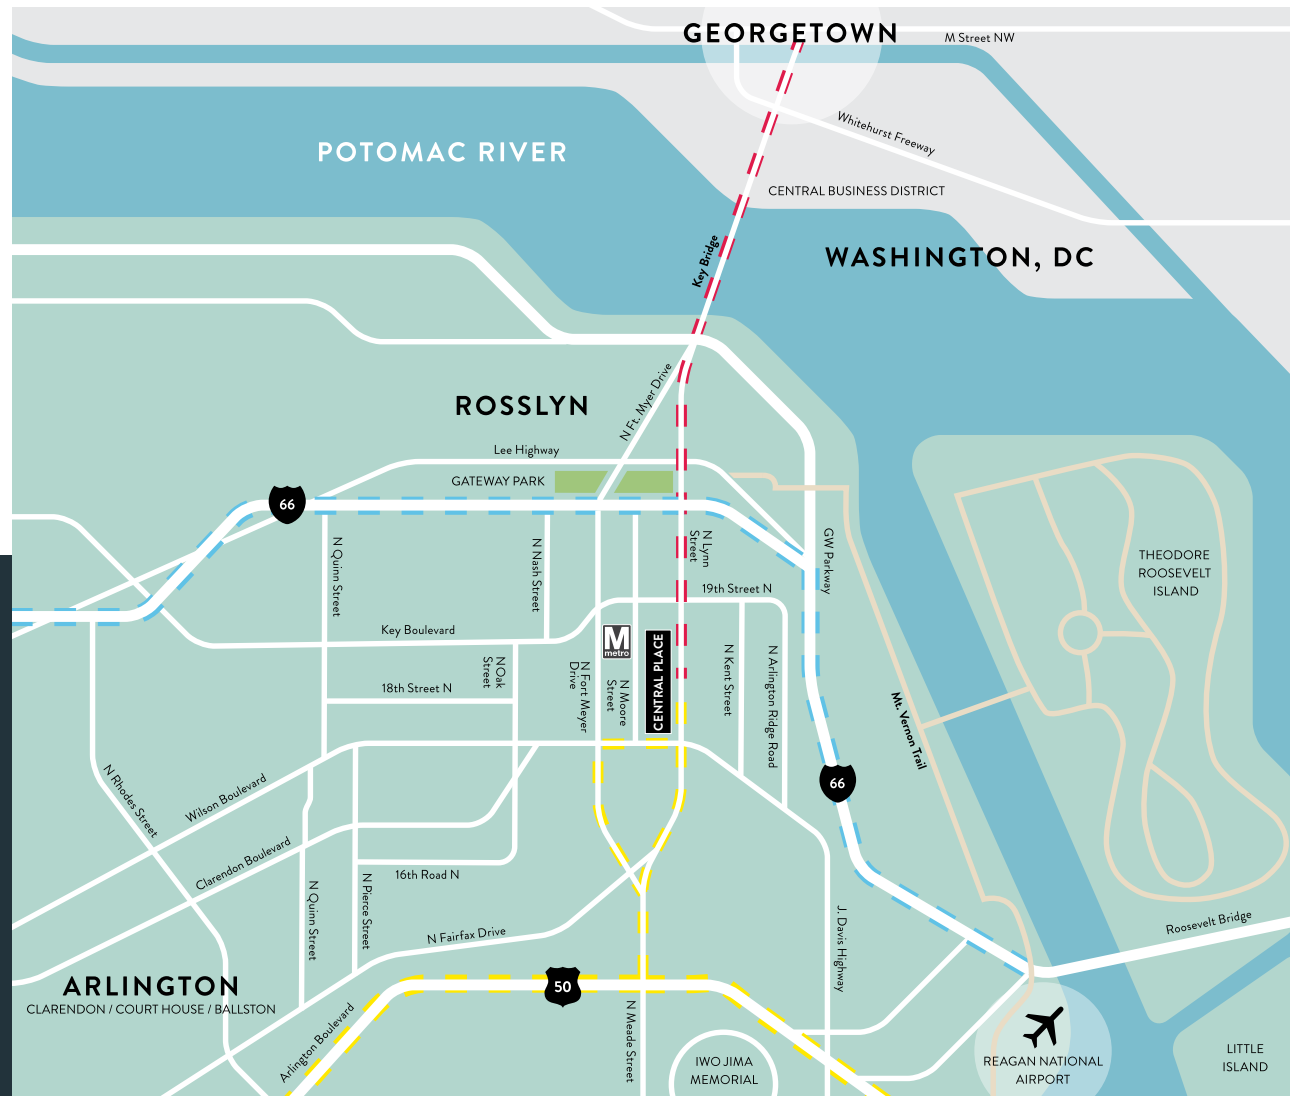 GEORGETOWN
M Street NW
Whitehurst Freeway
POTOMAC RIVER
CENTRAL BUSINESS DISTRICT
Key Bridge
WASHINGTON, DC
N Ft. Myer Drive
ROSSLYN
Lee Highway
GATEWAY PARK
66
N Quinn Street
N Nash Street
N Lynn
Street
GW Parkway
THEODORE
ROOSEVELT
ISLAND
19th Street N
Key Boulevard
M
metro
CENTRAL PLACE
N Oak
Street
N Fort Meyer
Drive
N Moore
Street
N Kent Street
N Arlington Ridge Road
18th Street N
Mt. Vernon Trail
66
N Rhodes Street
Wilson Boulevard
Clarendon Boulevard
16th Road N
N Quinn Street
N Pierce Street
N Fairfax Drive
J. Davis Highway
Roosevelt Bridge
ARLINGTON
CLARENDON / COURT HOUSE / BALLSTON
50
Arlington Boulevard
N Meade Street
IWO JIMA
MEMORIAL
REAGAN NATIONAL
AIRPORT
LITTLE
ISLAND